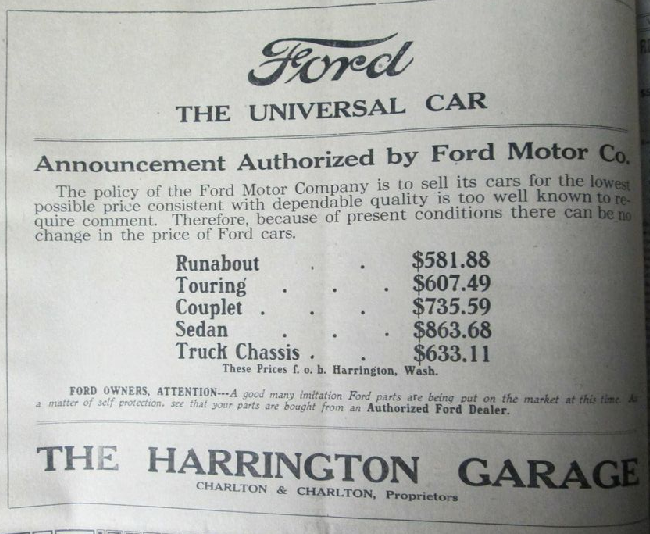 Ford
THE UNIVERSAL CAR
Announcement Authorized by Ford Motor Co.
The policy of the Ford Motor Company is to sell its cars for the lowest
possible price consistent with dependable quality is too well known to re-
quire comment. Therefore, because of present conditions there can be no
change in the price of Ford cars.
Runabout . . $581.88
Touring . . . $607.49
Couplet . . . $735.59
Sedan . . . $863.68
Truck Chassis . . $633.11
These Prices f. o. b. Harrington, Wash.
FORD OWNERS, ATTENTION---A good many imitation Ford parts are being put on the market at this time. As
a matter of self protection, see that your parts are bought from an Authorized Ford Dealer.
THE HARRINGTON GARAGE
CHARLTON & CHARLTON, Proprietors